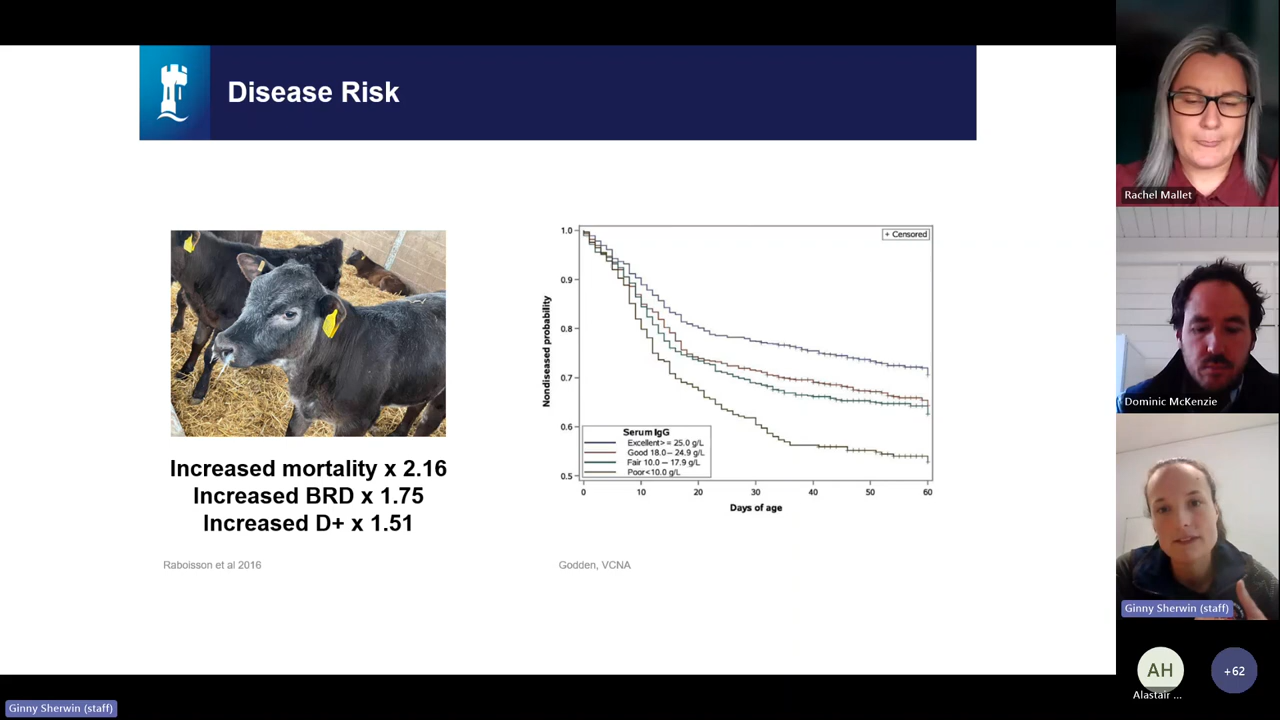 Disease Risk
Increased mortality x 2.16
Increased BRD x 1.75
Increased D+ x 1.51
Raboisson et al 2016
Nondiseased probability
1.0
0.9
0.8
0.7
0.6
0.5
+ Censored
Serum IgG
Excellent> = 25.0 g/L
Good 18.0– 24.9 g/L
Fair 10.0 – 17.9 g/L
Poor<10.0 g/L
0 10 20 30 40 50 60
Days of age
Godden, VCNA
Rachel Mallet
Dominic McKenzie
Ginny Sherwin (staff)
AH
Alastair ...
+62
Ginny Sherwin (staff)